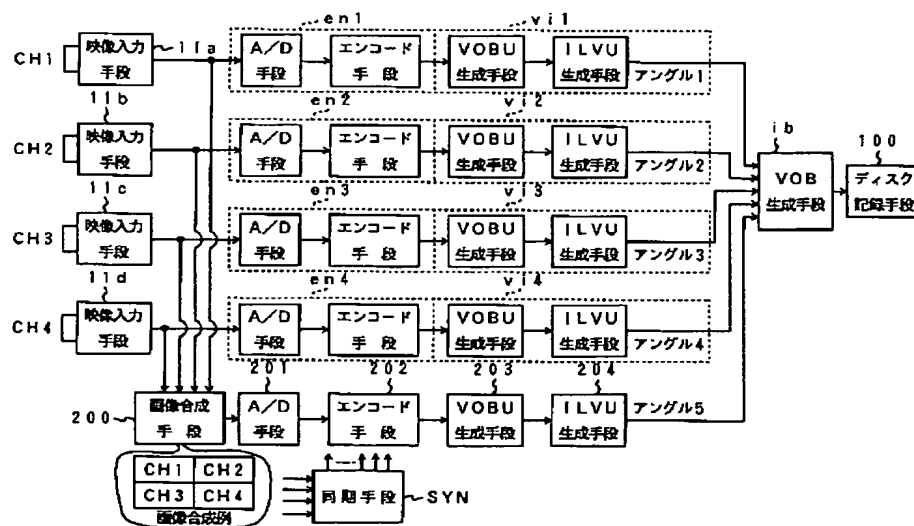 en1
vi1
CH1
映像入力
手段
11a
A/D
手段
エンコード
手段
VOBU
生成手段
ILVU
生成手段
アングル1
11b
en2
vi2
CH2
映像入力
手段
A/D
手段
エンコード
手段
VOBU
生成手段
ILVU
生成手段
アングル2
ib
100
VOB
生成手段
ディスク
記録手段
11c
en3
vi3
CH3
映像入力
手段
A/D
手段
エンコード
手段
VOBU
生成手段
ILVU
生成手段
アングル3
11d
en4
vi4
CH4
映像入力
手段
A/D
手段
エンコード
手段
VOBU
生成手段
ILVU
生成手段
アングル4
201
202
203
204
200
画像合成
手段
A/D
手段
エンコード
手段
VOBU
生成手段
ILVU
生成手段
アングル5
CH1
CH2
CH3
CH4
画像合成例
同期手段
SYN